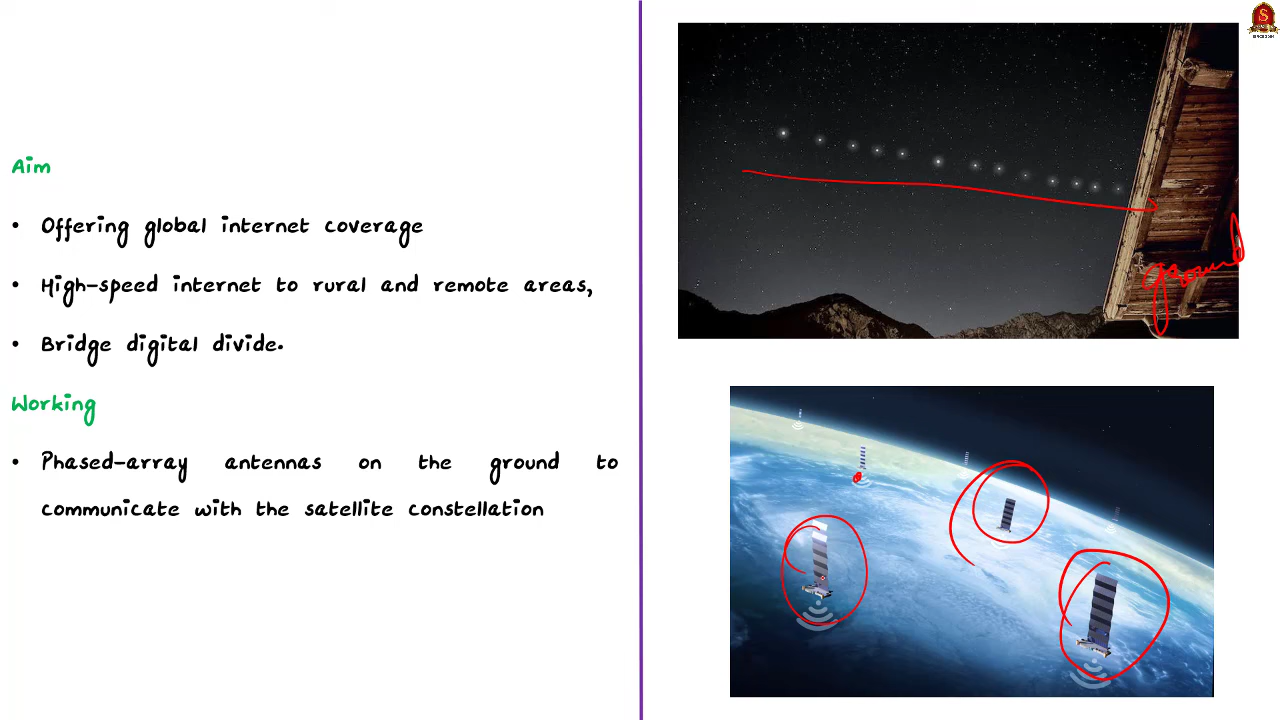 Aim
• Offering global internet coverage
• High-speed internet to rural and remote areas,
• Bridge digital divide.
Working
• Phased-array antennas on the ground to
communicate with the satellite constellation
ground